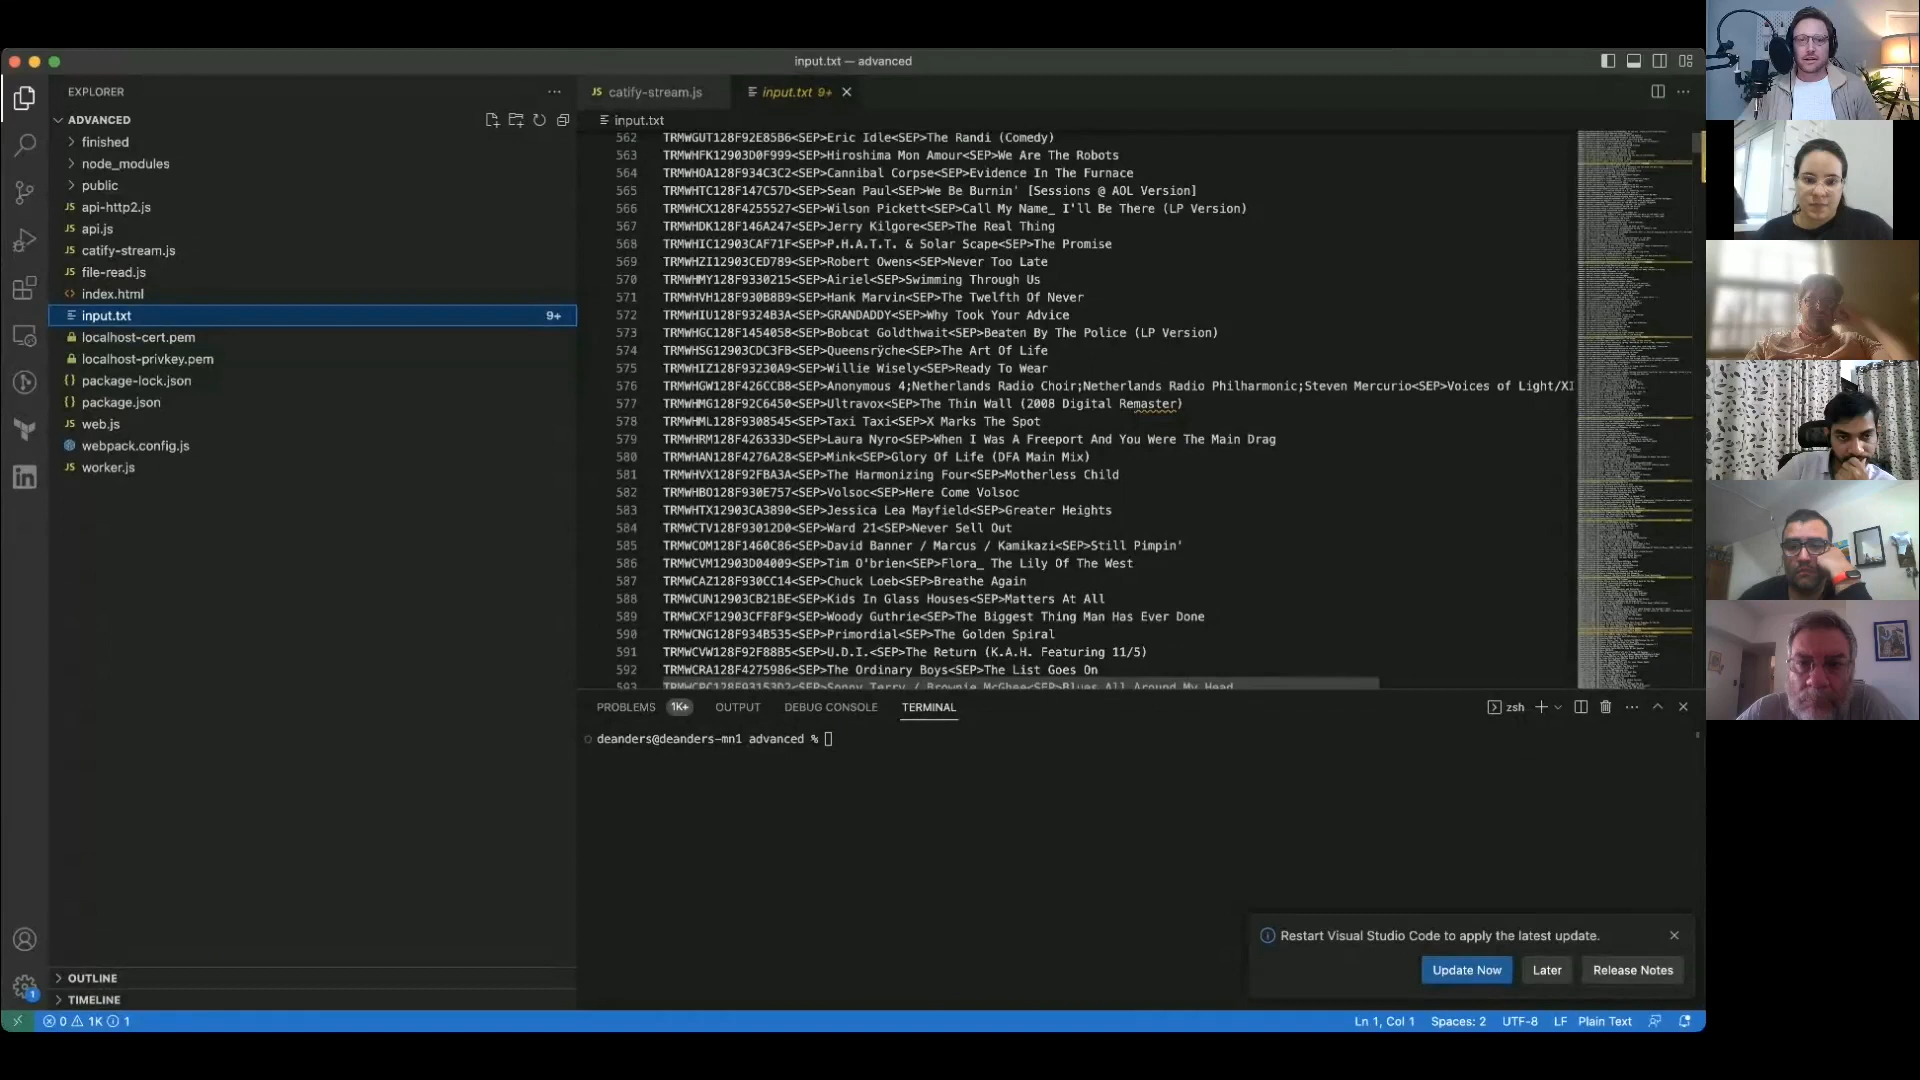 input.txt — advanced
EXPLORER
ADVANCED
finished
node_modules
public
JS api-http2.js
JS api.js
JS catify-stream.js
JS file-read.js
<> index.html
input.txt 9+
localhost-cert.pem
localhost-privkey.pem
{} package-lock.json
{} package.json
JS web.js
webpack.config.js
JS worker.js
OUTLINE
TIMELINE
JS catify-stream.js
input.txt 9+
input.txt
562 TRMWGUT128F92E85B6<SEP>Eric Idle<SEP>The Randi (Comedy)
563 TRMWHFK12903D0F999<SEP>Hiroshima Mon Amour<SEP>We Are The Robots
564 TRMWHOA128F934C3C2<SEP>Cannibal Corpse<SEP>Evidence In The Furnace
565 TRMWHTC128F147C57D<SEP>Sean Paul<SEP>We Be Burnin' [Sessions @ AOL Version]
566 TRMWHCX128F4255527<SEP>Wilson Pickett<SEP>Call My Name_ I'll Be There (LP Version)
567 TRMWHDK128F146A247<SEP>Jerry Kilgore<SEP>The Real Thing
568 TRMWHIC12903CAF71F<SEP>P.H.A.T.T. & Solar Scape<SEP>The Promise
569 TRMWHZI12903CED789<SEP>Robert Owens<SEP>Never Too Late
570 TRMWHMY128F9330215<SEP>Airiel<SEP>Swimming Through Us
571 TRMWHVH128F930B8B9<SEP>Hank Marvin<SEP>The Twelfth Of Never
572 TRMWHIU128F9324B3A<SEP>GRANDADDY<SEP>Why Took Your Advice
573 TRMWHGC128F1454058<SEP>Bobcat Goldthwait<SEP>Beaten By The Police (LP Version)
574 TRMWHSG12903CDC3FB<SEP>Queensrÿche<SEP>The Art Of Life
575 TRMWHIZ128F93230A9<SEP>Willie Wisely<SEP>Ready To Wear
576 TRMWHGW128F426CCB8<SEP>Anonymous 4;Netherlands Radio Choir;Netherlands Radio Philharmonic;Steven Mercurio<SEP>Voices of Light/XI
577 TRMWHMG128F92C6450<SEP>Ultravox<SEP>The Thin Wall (2008 Digital Remaster)
578 TRMWHML128F9308545<SEP>Taxi Taxi<SEP>X Marks The Spot
579 TRMWHRM128F426333D<SEP>Laura Nyro<SEP>When I Was A Freeport And You Were The Main Drag
580 TRMWHAN128F4276A28<SEP>Mink<SEP>Glory Of Life (DFA Main Mix)
581 TRMWHVX128F92FBA3A<SEP>The Harmonizing Four<SEP>Motherless Child
582 TRMWHBO128F930E757<SEP>Volsoc<SEP>Here Come Volsoc
583 TRMWHTX12903CA3890<SEP>Jessica Lea Mayfield<SEP>Greater Heights
584 TRMWCTV128F93012D0<SEP>Ward 21<SEP>Never Sell Out
585 TRMWCOM128F1460C86<SEP>David Banner / Marcus / Kamikazi<SEP>Still Pimpin'
586 TRMWCVM12903D04009<SEP>Tim O'brien<SEP>Flora_ The Lily Of The West
587 TRMWCAZ128F930CC14<SEP>Chuck Loeb<SEP>Breathe Again
588 TRMWCUN12903CB21BE<SEP>Kids In Glass Houses<SEP>Matters At All
589 TRMWCXF12903CFF8F9<SEP>Woody Guthrie<SEP>The Biggest Thing Man Has Ever Done
590 TRMWCNG128F934B535<SEP>Primordial<SEP>The Golden Spiral
591 TRMWCVW128F92F88B5<SEP>U.D.I.<SEP>The Return (K.A.H. Featuring 11/5)
592 TRMWCRA128F4275986<SEP>The Ordinary Boys<SEP>The List Goes On
593 TRMWCPC128F93153D2<SEP>Sonny Terry / Brownie McGhee<SEP>Blues All Around My Head
PROBLEMS 1K+ OUTPUT DEBUG CONSOLE TERMINAL
zsh
deanders@deanders-mn1 advanced %
Restart Visual Studio Code to apply the latest update.
Update Now Later Release Notes
1
0 1K 1
Ln 1, Col 1 Spaces: 2 UTF-8 LF Plain Text